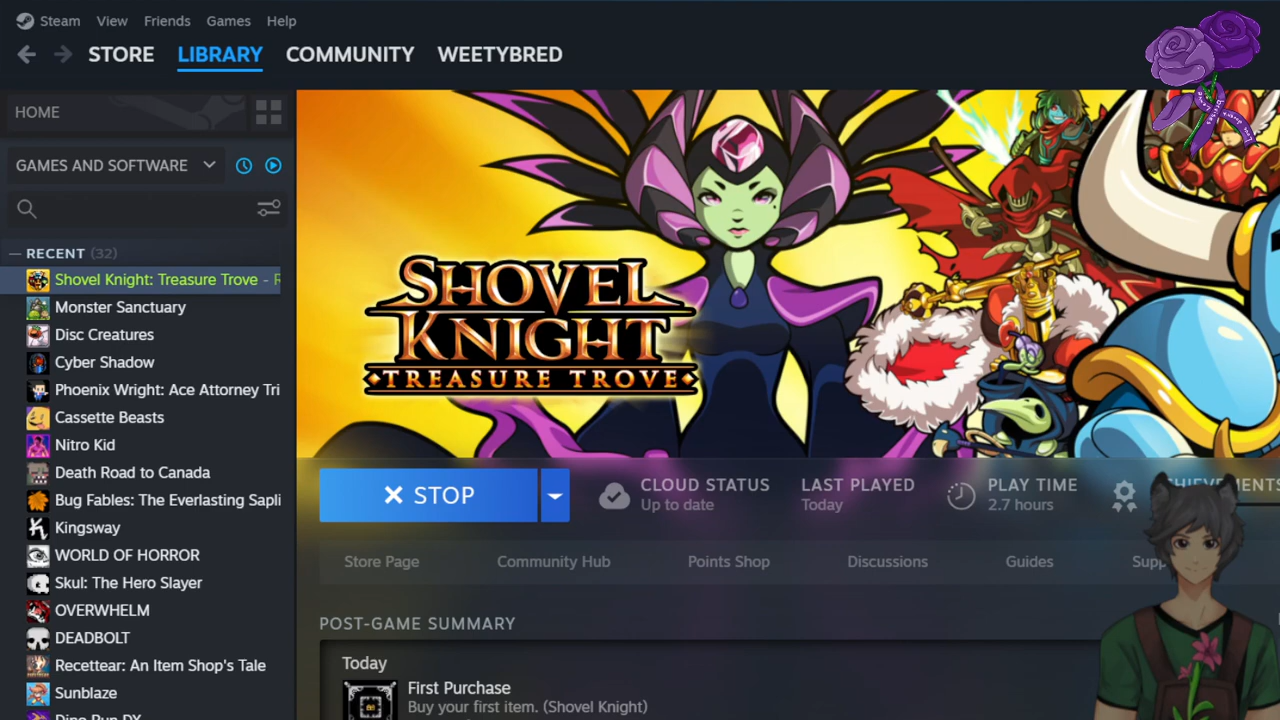 Steam View Friends Games Help
STORE LIBRARY COMMUNITY WEETYBRED
HOME
GAMES AND SOFTWARE
— RECENT (32)
Shovel Knight: Treasure Trove - R
Monster Sanctuary
Disc Creatures
Cyber Shadow
Phoenix Wright: Ace Attorney Tri
Cassette Beasts
Nitro Kid
Death Road to Canada
Bug Fables: The Everlasting Sapli
Kingsway
WORLD OF HORROR
Skul: The Hero Slayer
OVERWHELM
DEADBOLT
Recettear: An Item Shop's Tale
Sunblaze
Dino Run DX
SHOVEL
KNIGHT
TREASURE TROVE
STOP
CLOUD STATUS
Up to date
LAST PLAYED
Today
PLAY TIME
2.7 hours
Store Page Community Hub Points Shop Discussions Guides
POST-GAME SUMMARY
Today
First Purchase
Buy your first item. (Shovel Knight)